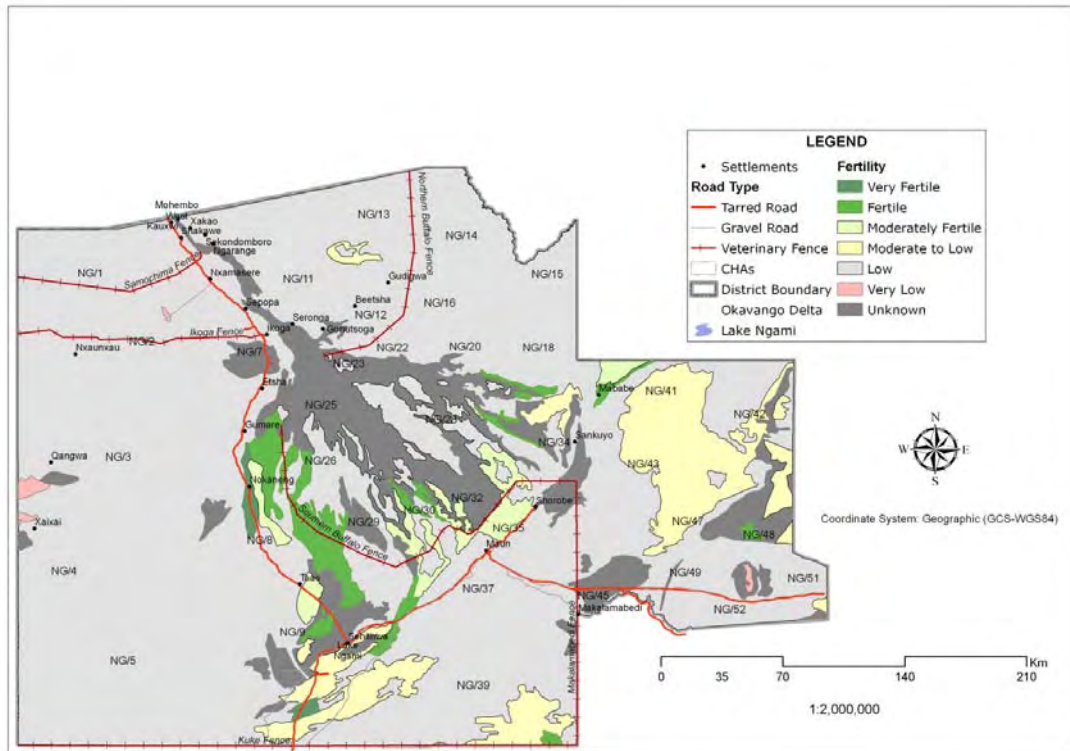 LEGEND
Settlements
Road Type
Tarred Road
Gravel Road
Veterinary Fence
CHAs
District Boundary
Okavango Delta
Lake Ngami
Fertility
Very Fertile
Fertile
Moderately Fertile
Moderate to Low
Low
Very Low
Unknown
Mohembo
West
Xakao
Kauxwi
Shakawe
Sekondomboro
Ngarange
NG/13
Northern Buffalo Fence
NG/14
NG/1
Samochima Fence
Nxamasere
NG/11
Gudigwa
NG/15
NG/16
Beetsha
NG/12
Sepopa
Seronga
Gunutsoga
Ikoga Fence
Ikoga
NG/2
Nxaunxau
NG/7
NG/22
NG/20
NG/18
NG/23
Etsha
Mababe
NG/41
NG/25
NG/42
Gumare
NG/34
Sankuyo
Qangwa
NG/3
NG/26
NG/43
Nokaneng
NG/32
Shorobe
NG/30
NG/47
Xaixai
Southern Buffalo Fence
NG/29
NG/35
NG/48
NG/8
Maun
NG/4
Tsao
NG/37
NG/49
NG/51
NG/45
Makalamabedi
NG/52
NG/9
Sehithwa
Lake
Ngami
Makalamabedi Fence
NG/5
NG/39
Kuke Fence
N
W
E
S
Coordinate System: Geographic (GCS-WGS84)
0 35 70 140 210 Km
1:2,000,000